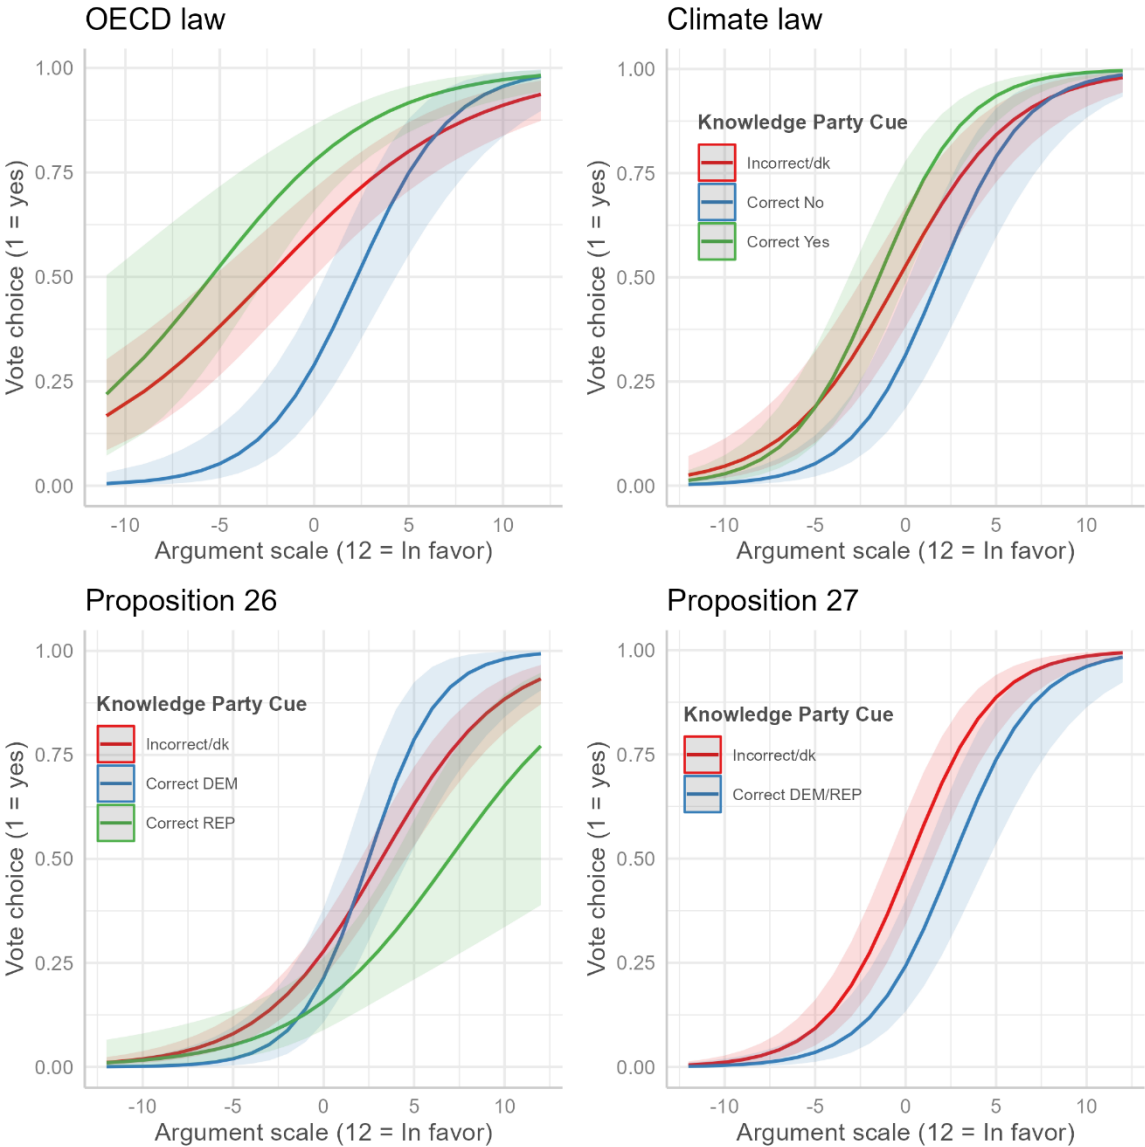 OECD law
Vote choice (1 = yes)
1.00
0.75
0.50
0.25
0.00
-10 -5 0 5 10
Argument scale (12 = In favor)
Climate law
Vote choice (1 = yes)
1.00
0.75
0.50
0.25
0.00
Knowledge Party Cue
Incorrect/dk
Correct No
Correct Yes
-10 -5 0 5 10
Argument scale (12 = In favor)
Proposition 26
Vote choice (1 = yes)
1.00
0.75
0.50
0.25
0.00
Knowledge Party Cue
Incorrect/dk
Correct DEM
Correct REP
-10 -5 0 5 10
Argument scale (12 = In favor)
Proposition 27
Vote choice (1 = yes)
1.00
0.75
0.50
0.25
0.00
Knowledge Party Cue
Incorrect/dk
Correct DEM/REP
-10 -5 0 5 10
Argument scale (12 = In favor)